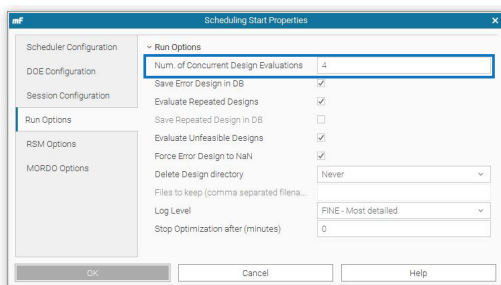 mF Scheduling Start Properties
Scheduler Configuration
DOE Configuration
Session Configuration
Run Options
RSM Options
MORDO Options
Run Options
Num. of Concurrent Design Evaluations 4
Save Error Design in DB
Evaluate Repeated Designs
Save Repeated Design in DB
Evaluate Unfeasible Designs
Force Error Design to NaN
Delete Design directory Never
Files to keep (comma separated filena...
Log Level FINE - Most detailed
Stop Optimization after (minutes) 0
OK Cancel Help